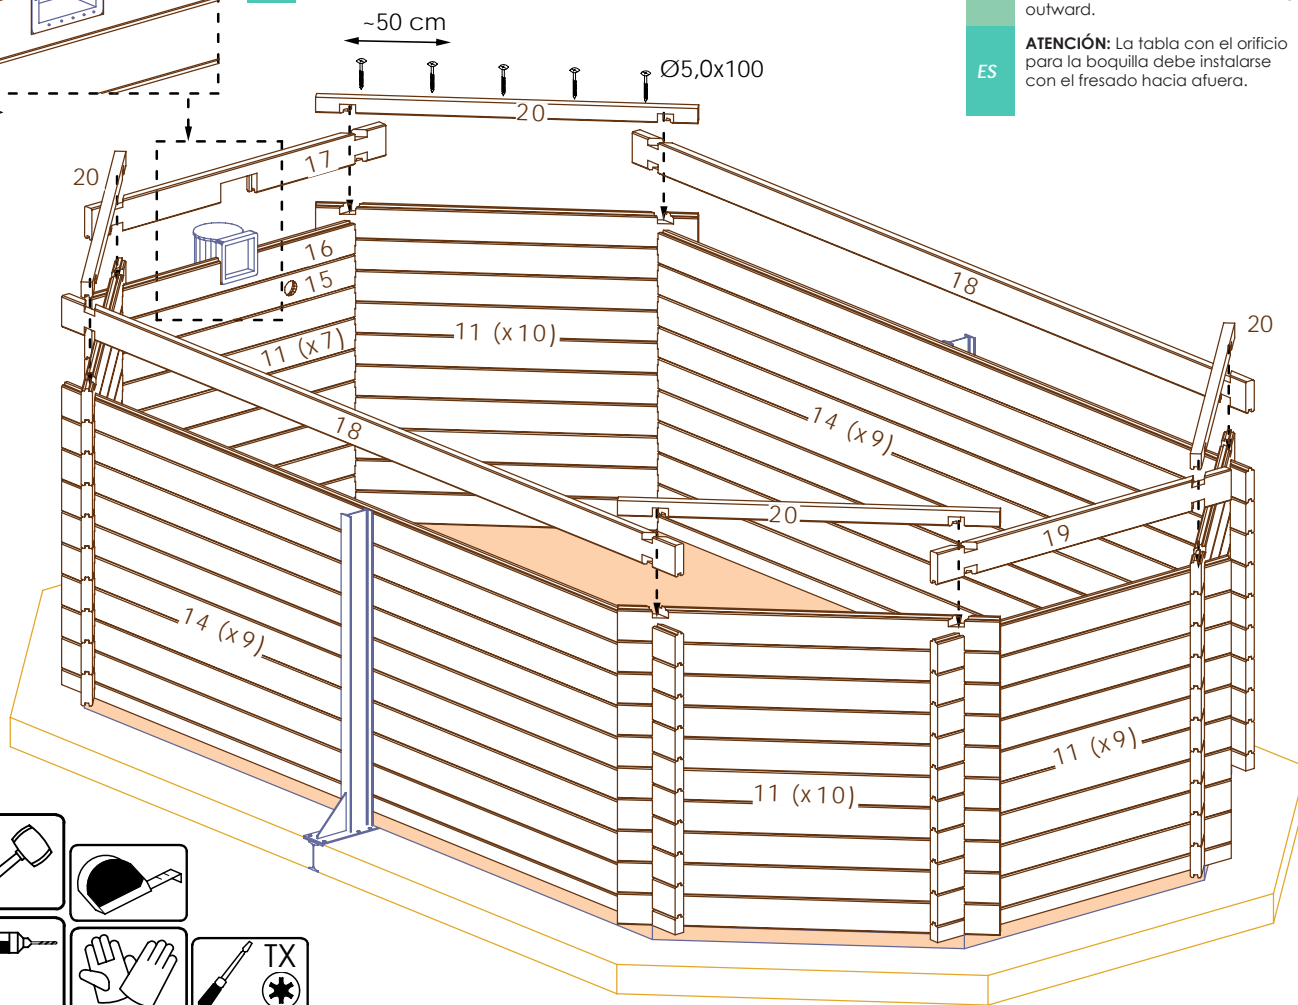 outward.
ES
ATENCIÓN: La tabla con el orificio
para la boquilla debe instalarse
con el fresado hacia afuera.
~50 cm
Ø5,0x100
20
17
20
16
15
18
11 (x7)
11 (x10)
20
18
14 (x9)
20
19
14 (x9)
11 (x9)
11 (x10)
TX